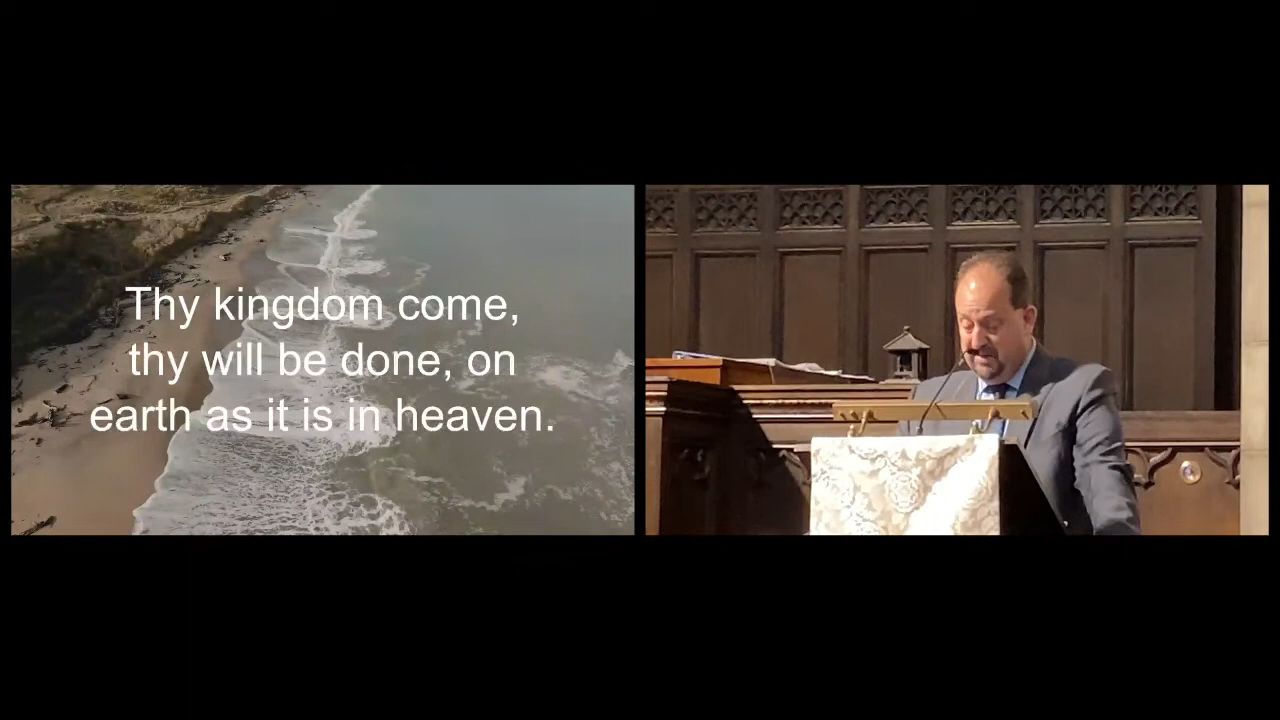 Thy kingdom come,
thy will be done, on
earth as it is in heaven.